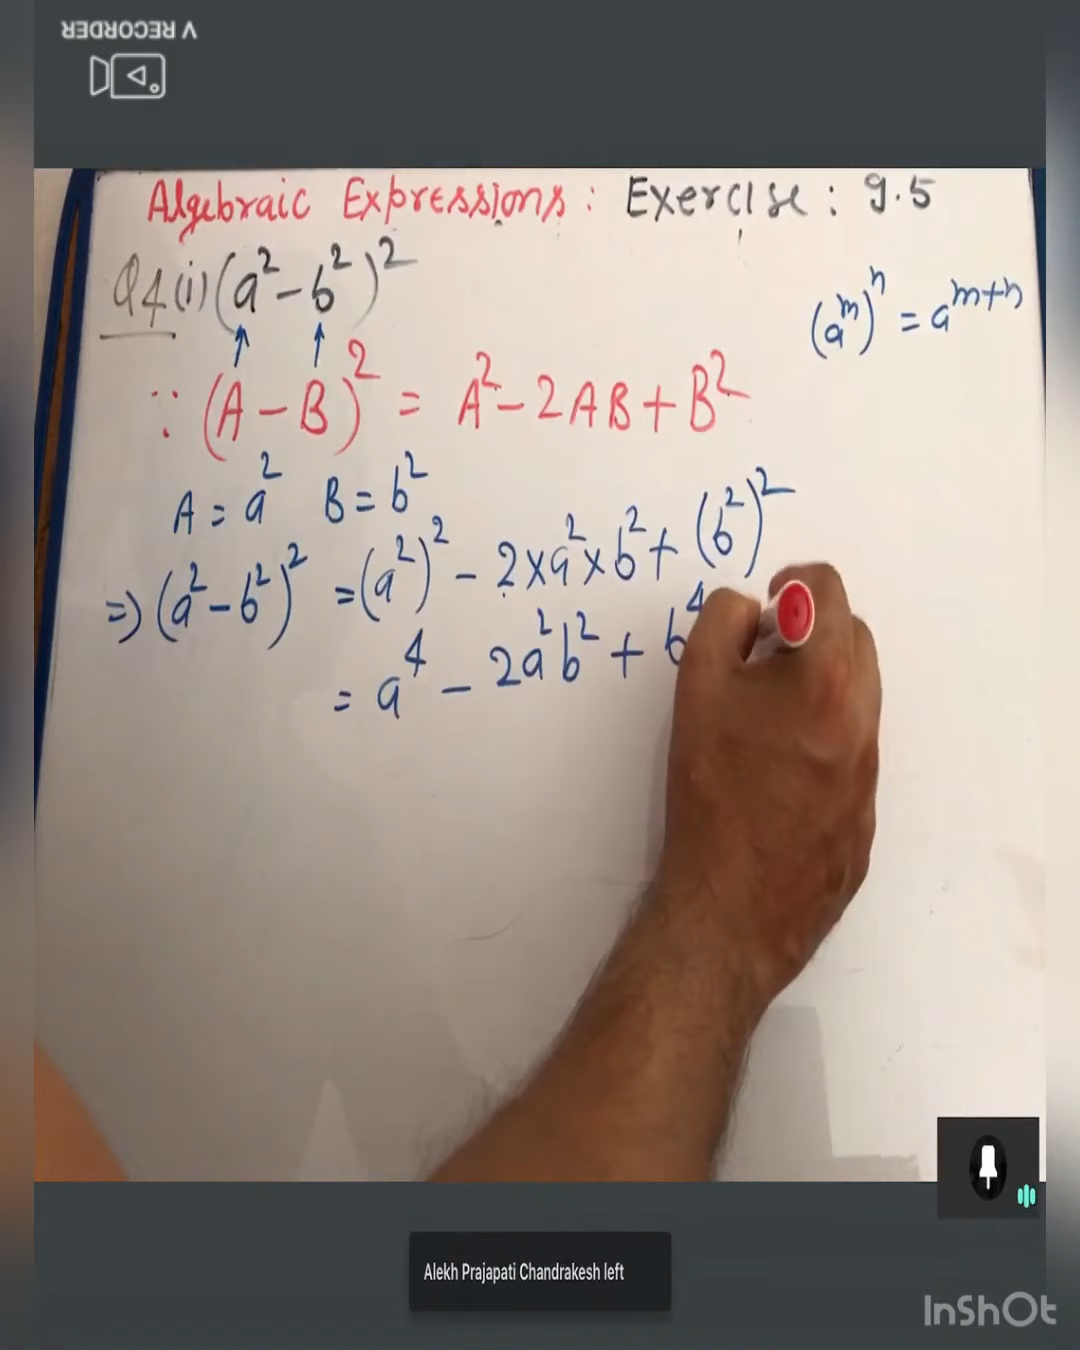 V RECORDER
Algebraic Expressions : Exercise : 9.5
Q4(i) (a² - b²)²
(aᵐ)ⁿ = aᵐ⁺ⁿ
∵ (A - B)² = A² - 2AB + B²
A = a² B = b²
=> (a² - b²)² = (a²)² - 2×a²×b² + (b²)²
= a⁴ - 2a²b² + b⁴
Alekh Prajapati Chandrakesh left
InShOt